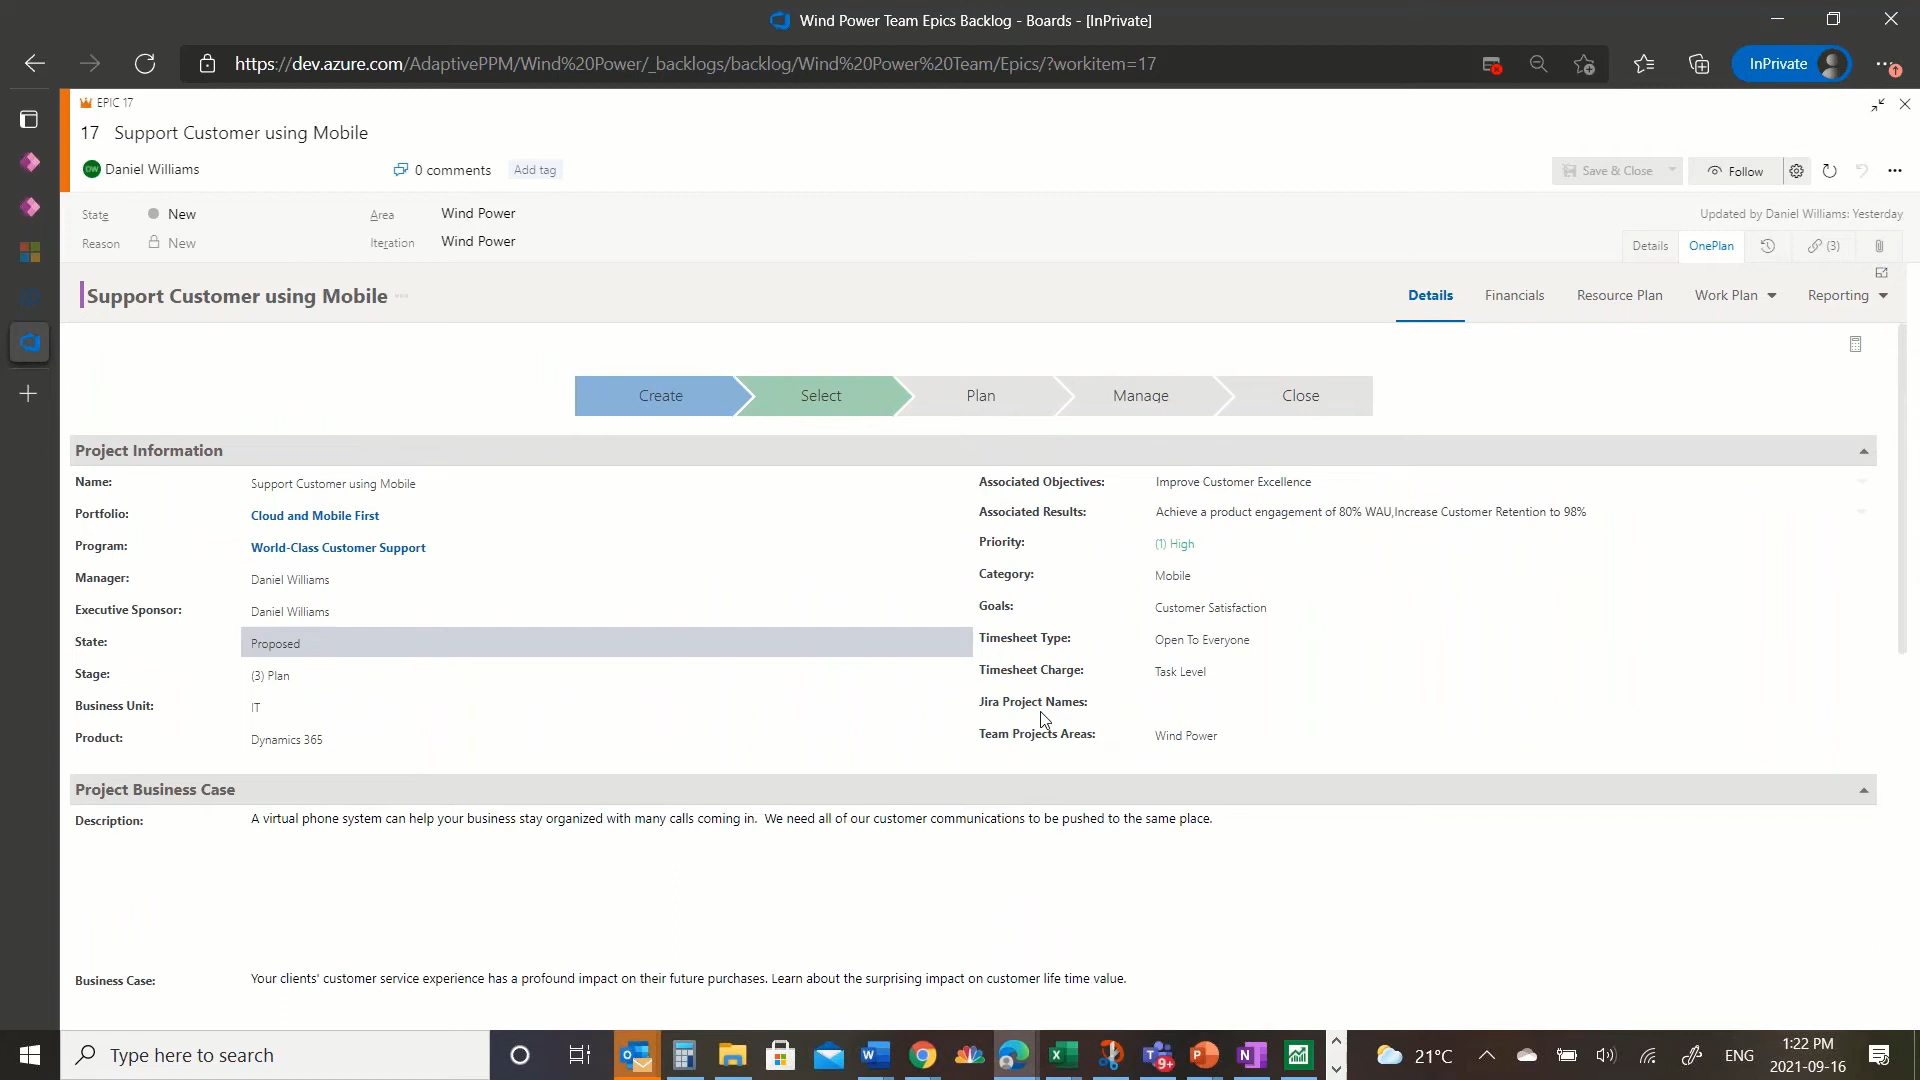 Wind Power Team Epics Backlog - Boards - [InPrivate]
https://dev.azure.com/AdaptivePPM/Wind%20Power/_backlogs/backlog/Wind%20Power%20Team/Epics/?workitem=17
InPrivate
EPIC 17
17 Support Customer using Mobile
DW Daniel Williams 0 comments Add tag
Save & Close Follow
State New Area Wind Power
Updated by Daniel Williams: Yesterday
Reason New Iteration Wind Power
Details OnePlan (3)
Support Customer using Mobile
Details Financials Resource Plan Work Plan Reporting
Create Select Plan Manage Close
Project Information
Name: Support Customer using Mobile
Portfolio: Cloud and Mobile First
Program: World-Class Customer Support
Manager: Daniel Williams
Executive Sponsor: Daniel Williams
State: Proposed
Stage: (3) Plan
Business Unit: IT
Product: Dynamics 365
Associated Objectives: Improve Customer Excellence
Associated Results: Achieve a product engagement of 80% WAU,Increase Customer Retention to 98%
Priority: (1) High
Category: Mobile
Goals: Customer Satisfaction
Timesheet Type: Open To Everyone
Timesheet Charge: Task Level
Jira Project Names:
Team Projects Areas: Wind Power
Project Business Case
Description: A virtual phone system can help your business stay organized with many calls coming in. We need all of our customer communications to be pushed to the same place.
Business Case: Your clients' customer service experience has a profound impact on their future purchases. Learn about the surprising impact on customer life time value.
Type here to search
9+
21°C
ENG
1:22 PM
2021-09-16